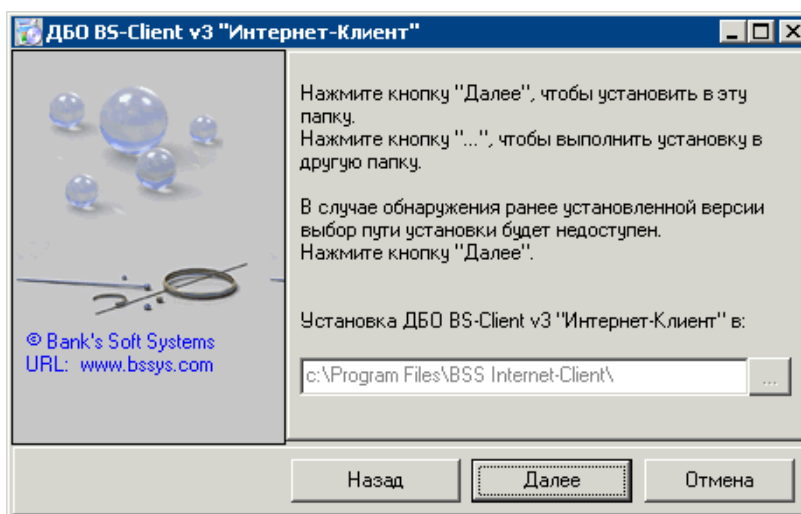 ДБО BS-Client v3 "Интернет-Клиент"
Нажмите кнопку "Далее", чтобы установить в эту
папку.
Нажмите кнопку "...", чтобы выполнить установку в
другую папку.
В случае обнаружения ранее установленной версии
выбор пути установки будет недоступен.
Нажмите кнопку "Далее".
Установка ДБО BS-Client v3 "Интернет-Клиент" в:
c:\Program Files\BSS Internet-Client\
...
© Bank's Soft Systems
URL: www.bssys.com
Назад
Далее
Отмена